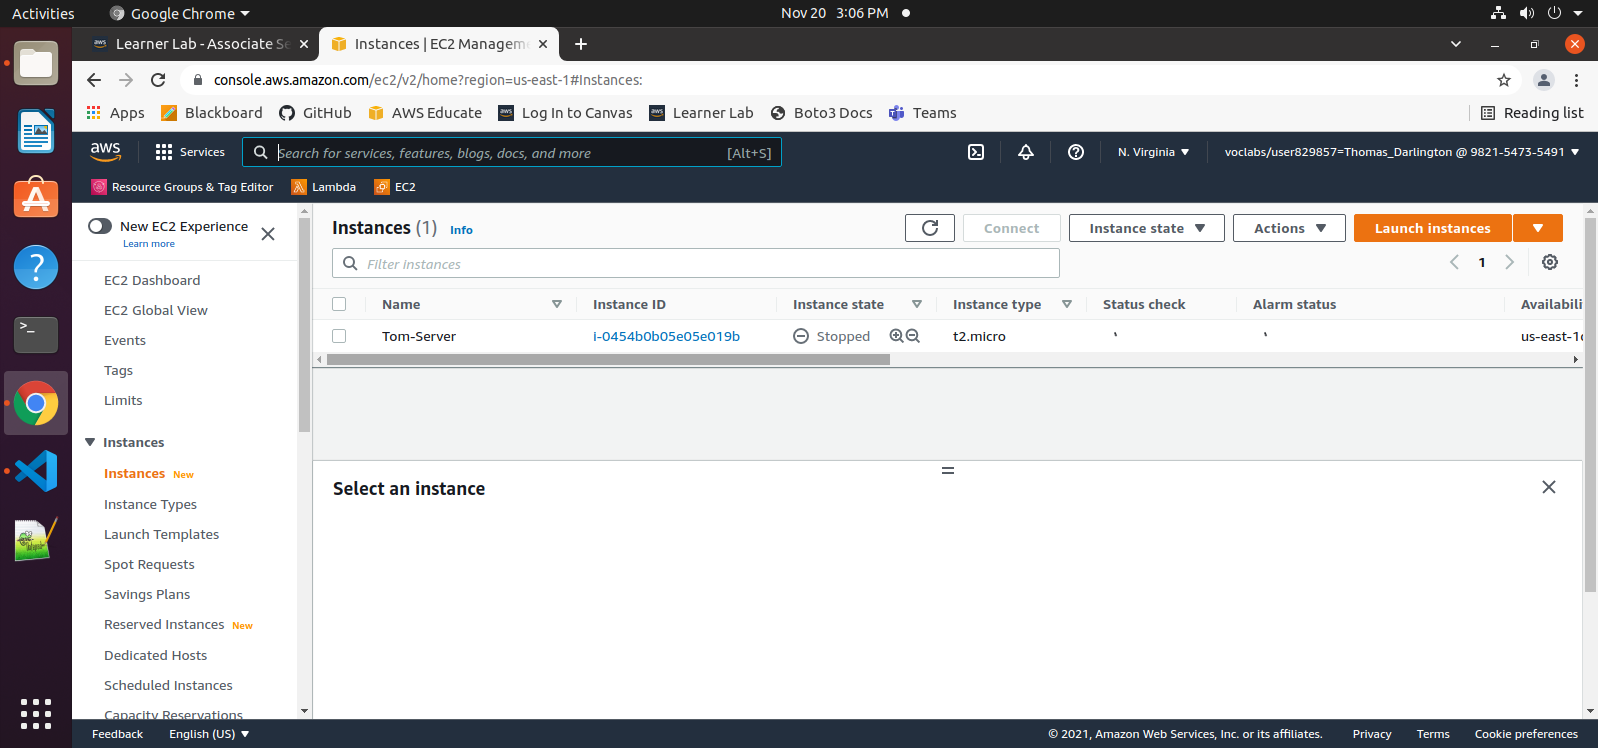 Activities
Google Chrome
Nov 20 3:06 PM
Learner Lab - Associate Se
Instances | EC2 Manageme
console.aws.amazon.com/ec2/v2/home?region=us-east-1#Instances:
Apps
Blackboard
GitHub
AWS Educate
Log In to Canvas
Learner Lab
Boto3 Docs
Teams
Reading list
aws
Services
Search for services, features, blogs, docs, and more
[Alt+S]
N. Virginia
voclabs/user829857=Thomas_Darlington @ 9821-5473-5491
Resource Groups & Tag Editor
Lambda
EC2
New EC2 Experience
Learn more
EC2 Dashboard
EC2 Global View
Events
Tags
Limits
Instances
Instances New
Instance Types
Launch Templates
Spot Requests
Savings Plans
Reserved Instances New
Dedicated Hosts
Scheduled Instances
Capacity Reservations
Instances (1) Info
Connect
Instance state
Actions
Launch instances
Filter Instances
1
Name
Instance ID
Instance state
Instance type
Status check
Alarm status
Availabili
Tom-Server
i-0454b0b05e05e019b
Stopped
t2.micro
us-east-1
Select an instance
Feedback
English (US)
© 2021, Amazon Web Services, Inc. or its affiliates.
Privacy
Terms
Cookie preferences